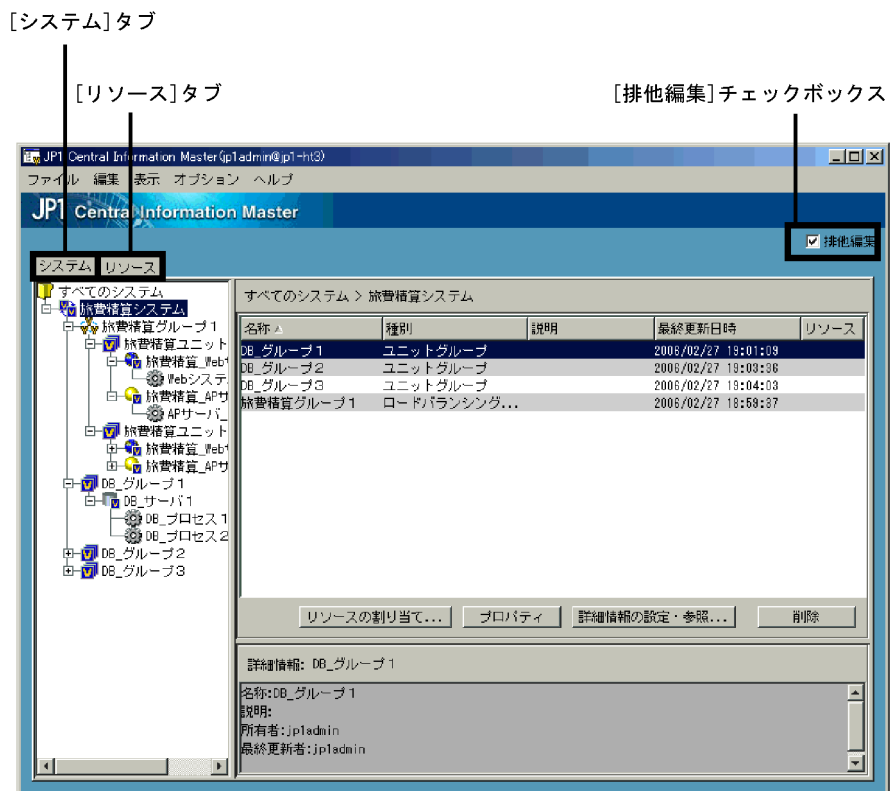 [システム]タブ
[リソース]タブ
[排他編集]チェックボックス
JP1 Central Information Master(jp1admin@jp1-ht3)
ファイル 編集 表示 オプション ヘルプ
JP1 Central Information Master
排他編集
システム リソース
すべてのシステム
旅費精算システム
旅費精算グループ1
旅費精算ユニット
旅費精算_Web
Webシステ
旅費精算_APサ
APサーバ_
旅費精算ユニット
旅費精算_Web
旅費精算_APサ
DB_グループ1
DB_サーバ1
DB_プロセス1
DB_プロセス2
DB_グループ2
DB_グループ3
すべてのシステム > 旅費精算システム
名称 種別 説明 最終更新日時 リソース
DB_グループ1 ユニットグループ 2006/02/27 19:01:09
DB_グループ2 ユニットグループ 2006/02/27 19:03:36
DB_グループ3 ユニットグループ 2006/02/27 19:04:03
旅費精算グループ1 ロードバランシング... 2006/02/27 18:58:37
リソースの割り当て... プロパティ 詳細情報の設定・参照... 削除
詳細情報: DB_グループ1
名称:DB_グループ1
説明:
所有者:jp1admin
最終更新者:jp1admin